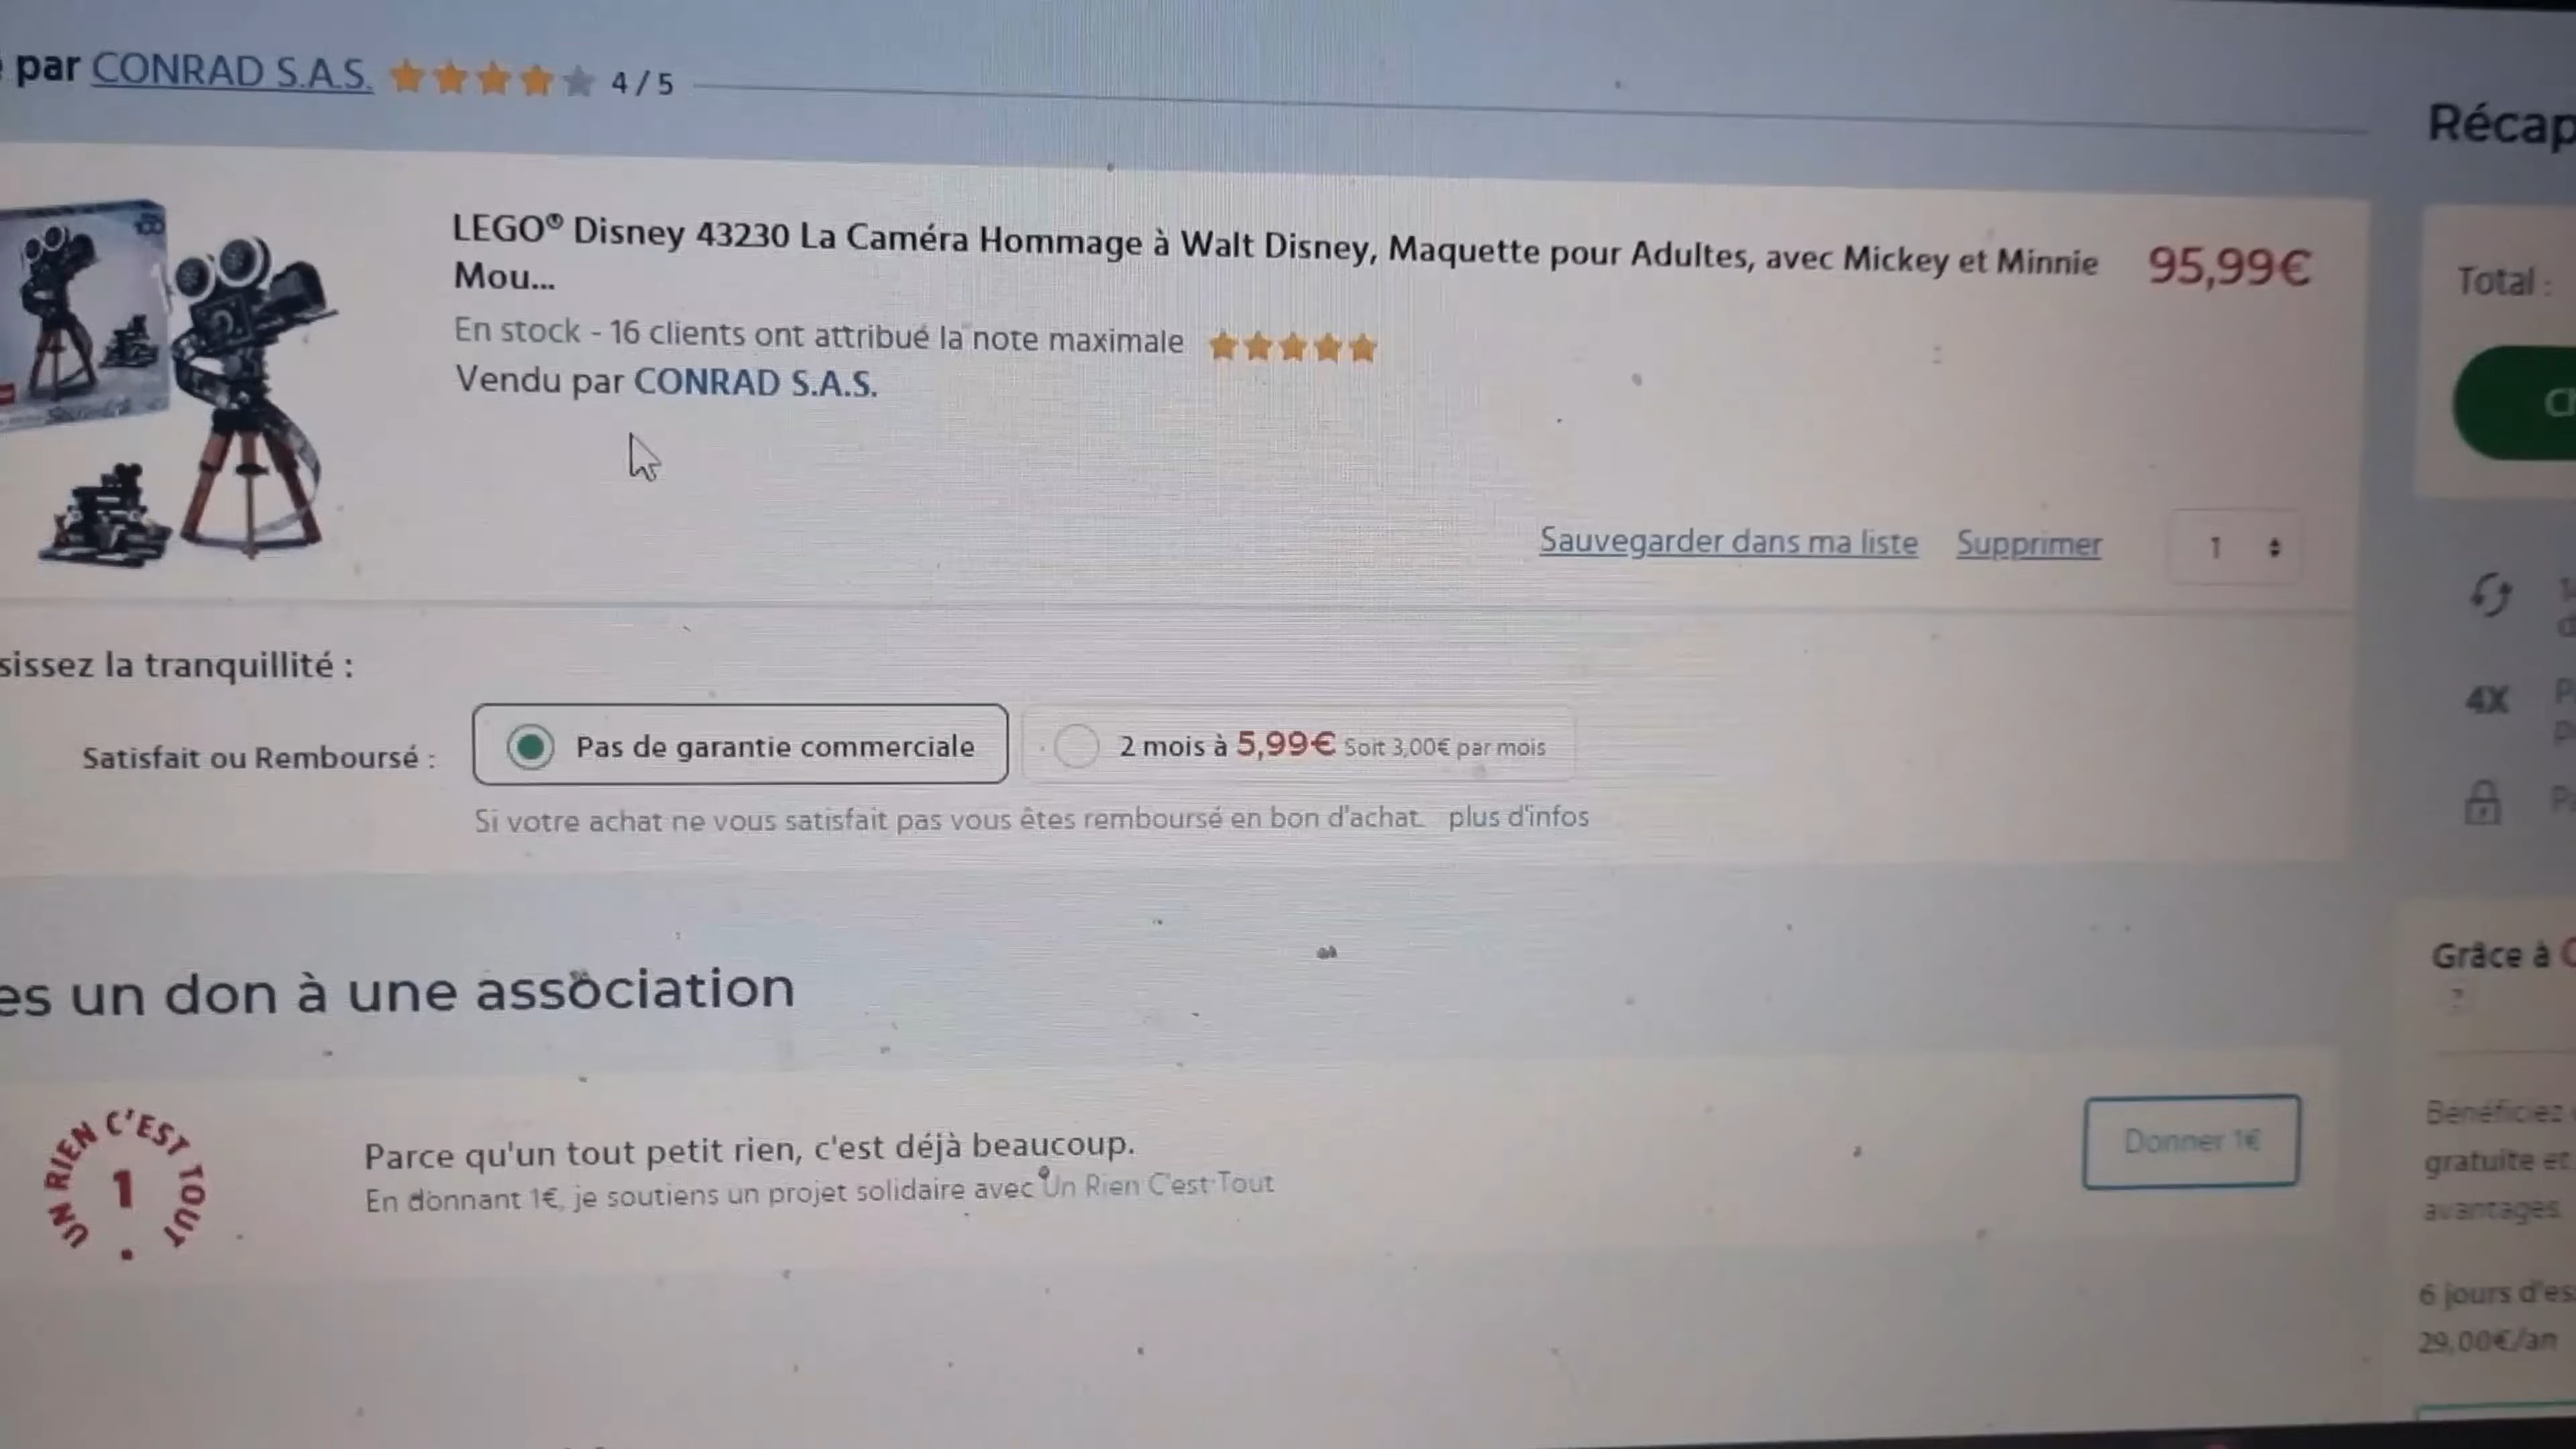 par CONRAD S.A.S. 4 / 5
Récap
LEGO® Disney 43230 La Caméra Hommage à Walt Disney, Maquette pour Adultes, avec Mickey et Minnie
Mou...
95,99€
En stock - 16 clients ont attribué la note maximale
Vendu par CONRAD S.A.S.
Total :
Sauvegarder dans ma liste Supprimer 1
sissez la tranquillité :
Satisfait ou Remboursé : Pas de garantie commerciale 2 mois à 5,99€ Soit 3,00€ par mois
Si votre achat ne vous satisfait pas vous êtes remboursé en bon d'achat. plus d'infos
4X
es un don à une association
Grâce à
UN RIEN C'EST TOUT
1
Parce qu'un tout petit rien, c'est déjà beaucoup.
En donnant 1€, je soutiens un projet solidaire avec Un Rien C'est Tout
Donner 1€
Bénéficiez
gratuite et
avantages
6 jours d'es
29,00€/an